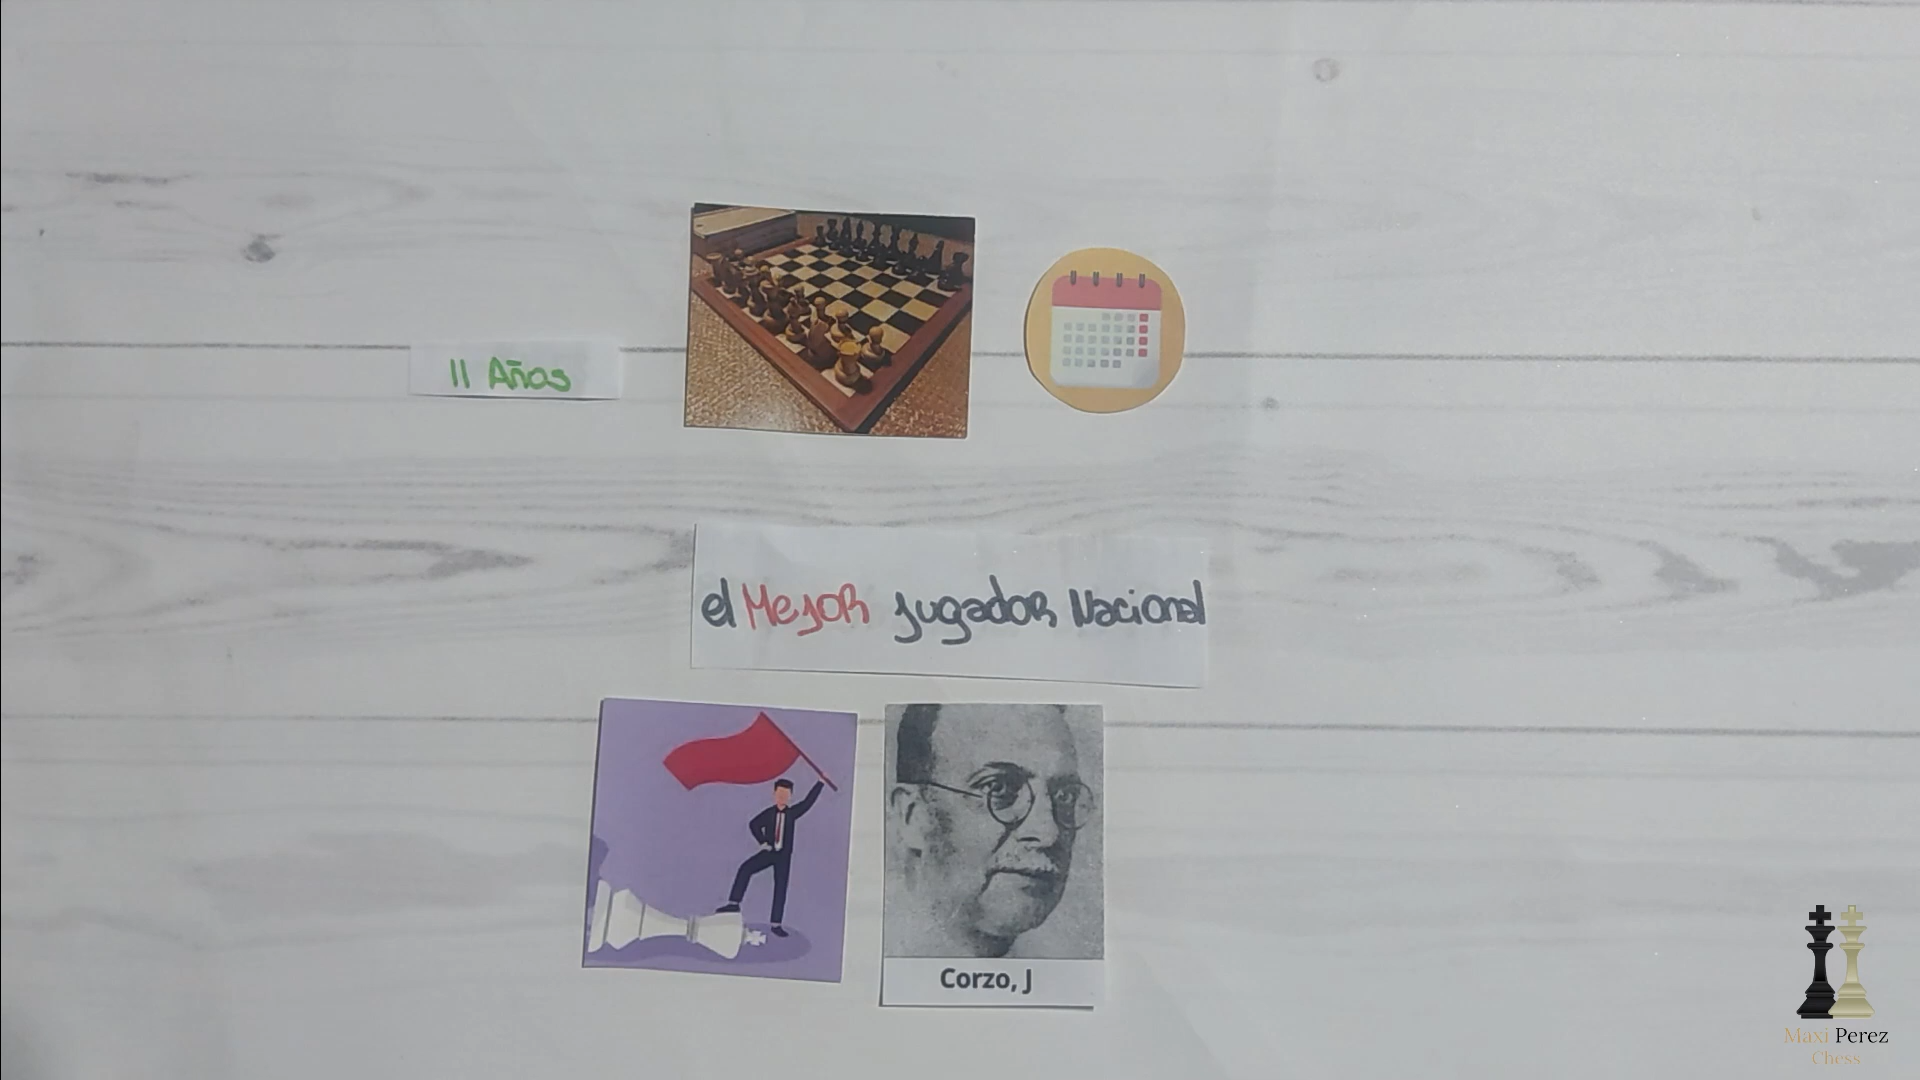 11 Años
el Mejor jugador Nacional
Corzo, J
Maxi Perez
Chess